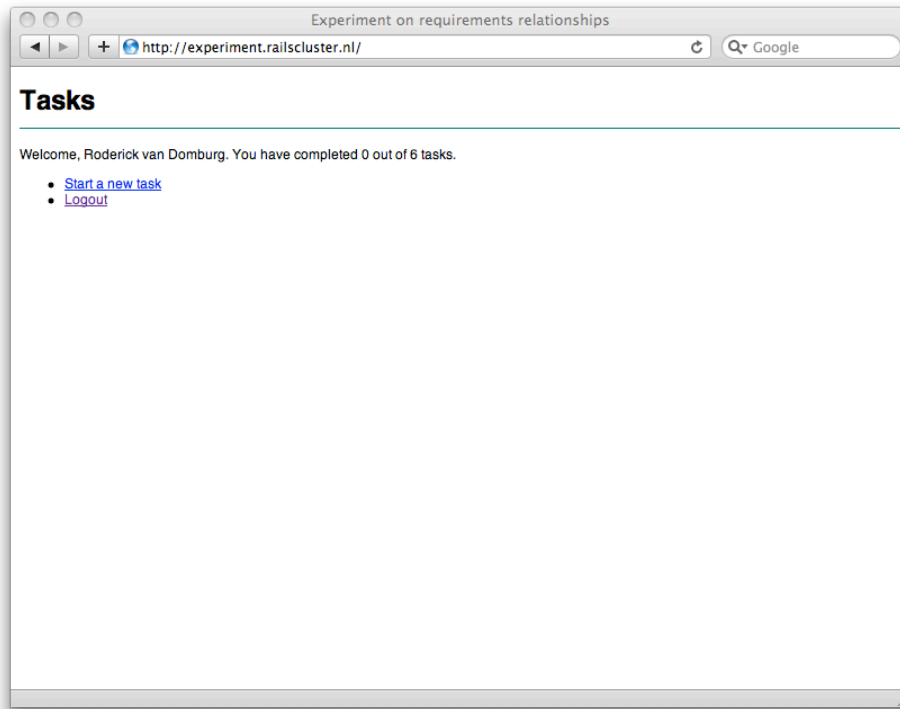 Experiment on requirements relationships
http://experiment.railscluster.nl/
Google
Tasks
Welcome, Roderick van Domburg. You have completed 0 out of 6 tasks.
Start a new task
Logout